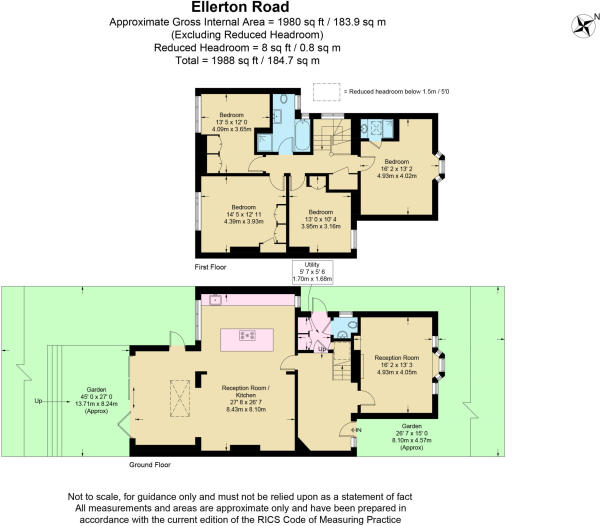 Ellerton Road
Approximate Gross Internal Area = 1980 sq ft / 183.9 sq m
(Excluding Reduced Headroom)
Reduced Headroom = 8 sq ft / 0.8 sq m
Total = 1988 sq ft / 184.7 sq m
N
= Reduced headroom below 1.5m / 5'0
Bedroom
13' 5 x 12' 0
4.09m x 3.65m
Bedroom
16' 2 x 13' 2
4.93m x 4.02m
Bedroom
14' 5 x 12' 11
4.39m x 3.93m
Bedroom
13' 0 x 10' 4
3.95m x 3.16m
First Floor
Utility
5' 7 x 5' 6
1.70m x 1.68m
Up
Reception Room
16' 2 x 13' 3
4.93m x 4.05m
Garden
45' 0 x 27' 0
13.71m x 8.24m
(Approx)
Up
Reception Room /
Kitchen
27' 8 x 26' 7
8.43m x 8.10m
IN
Garden
26' 7 x 15' 0
8.10m x 4.57m
(Approx)
Ground Floor
Not to scale, for guidance only and must not be relied upon as a statement of fact
All measurements and areas are approximate only and have been prepared in
accordance with the current edition of the RICS Code of Measuring Practice